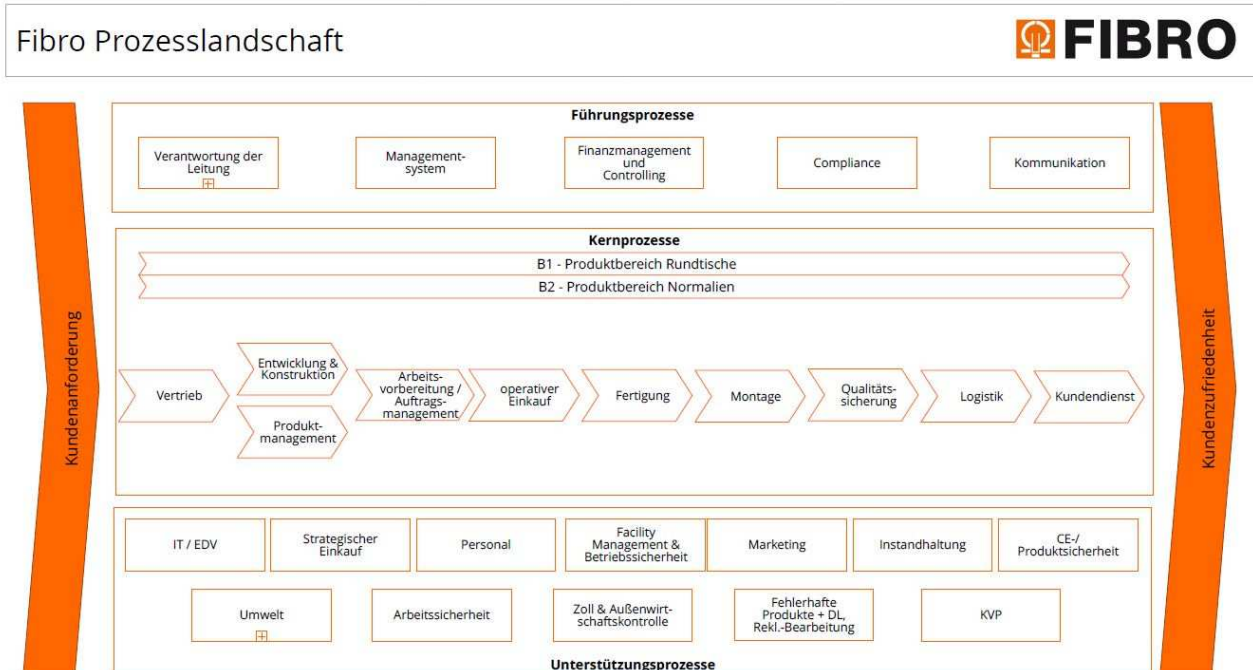 Fibro Prozesslandschaft
FIBRO
Führungsprozesse
Verantwortung der
Leitung
Management-
system
Finanzmanagement
und
Controlling
Compliance
Kommunikation
Kundenanforderung
Kernprozesse
B1 - Produktbereich Rundtische
B2 - Produktbereich Normalien
Vertrieb
Entwicklung &
Konstruktion
Produkt-
management
Arbeits-
vorbereitung /
Auftrags-
management
operativer
Einkauf
Fertigung
Montage
Qualitäts-
sicherung
Logistik
Kundendienst
Kundenzufriedenheit
IT / EDV
Strategischer
Einkauf
Personal
Facility
Management &
Betriebssicherheit
Marketing
Instandhaltung
CE-/
Produktsicherheit
Umwelt
Arbeitssicherheit
Zoll & Außenwirt-
schaftskontrolle
Fehlerhafte
Produkte + DL,
Rekl.-Bearbeitung
KVP
Unterstützungsprozesse